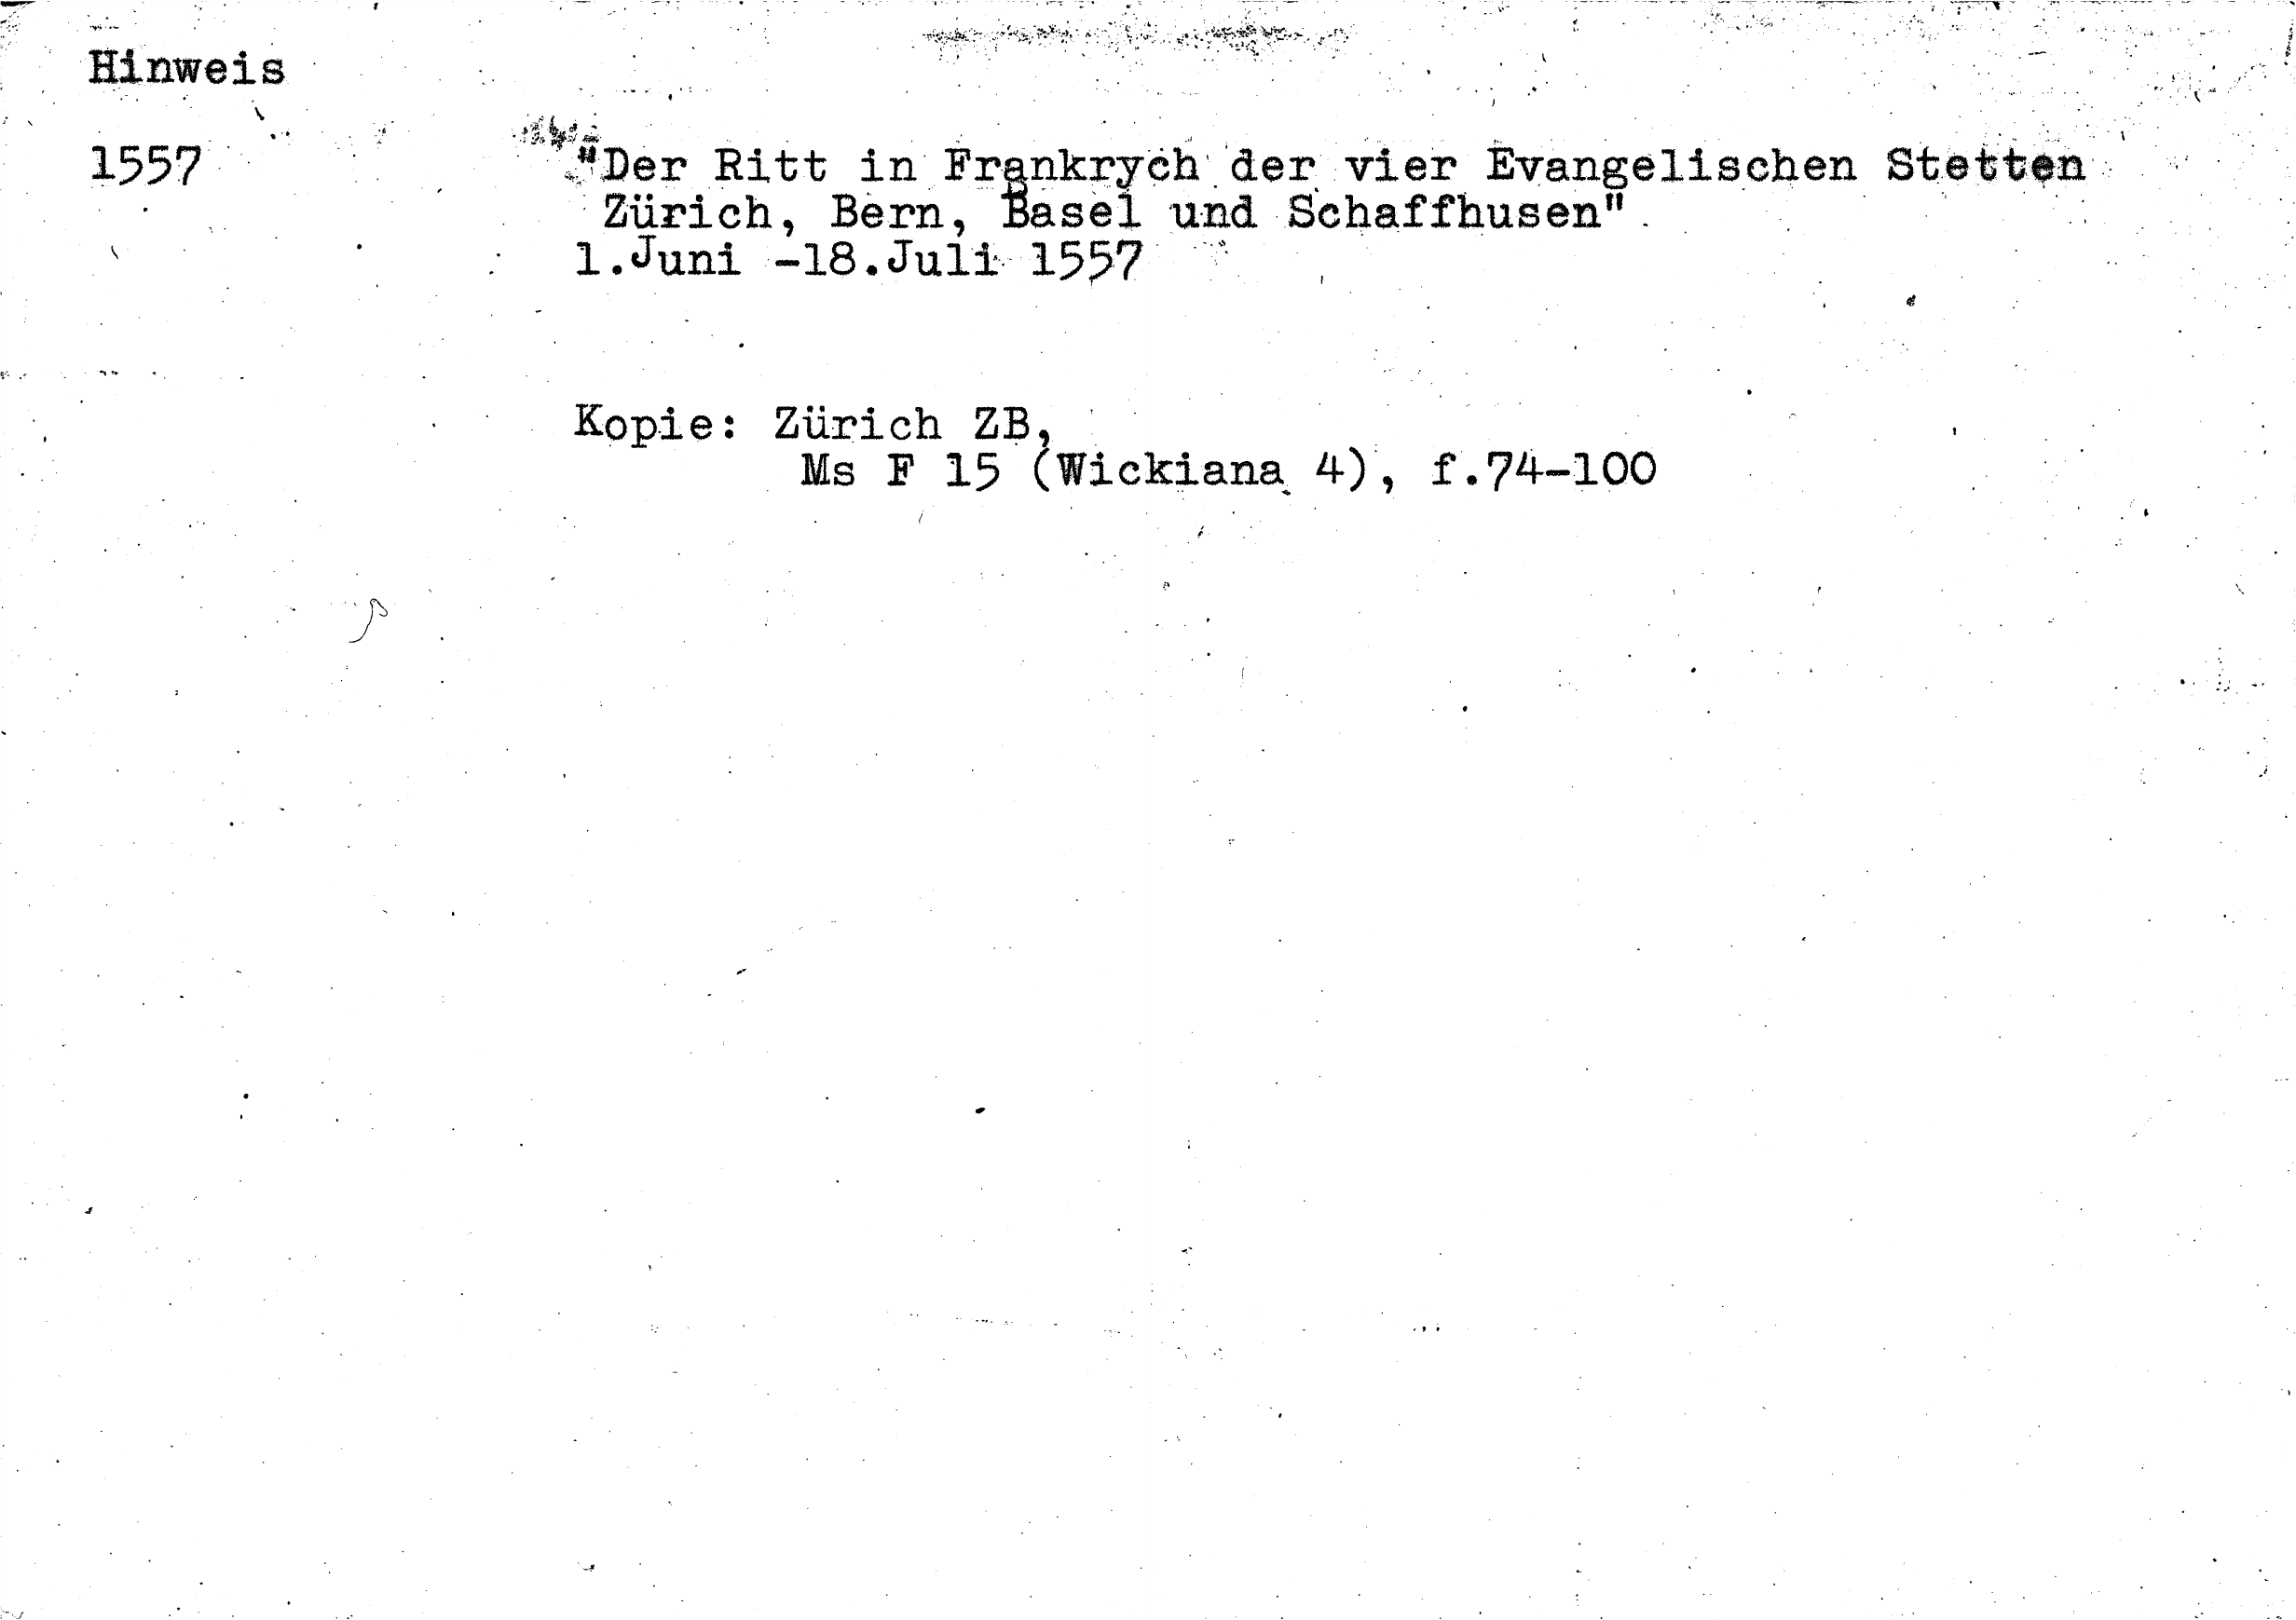 Hinweis
1557
"Der Ritt in Frankrych der vier Evangelischen Stetten
Zürich, Bern, Basel und Schaffhusen"
1.Juni -18.Juli 1557
Kopie: Zürich ZB,
Ms F 15 (Wickiana 4), f.74-100